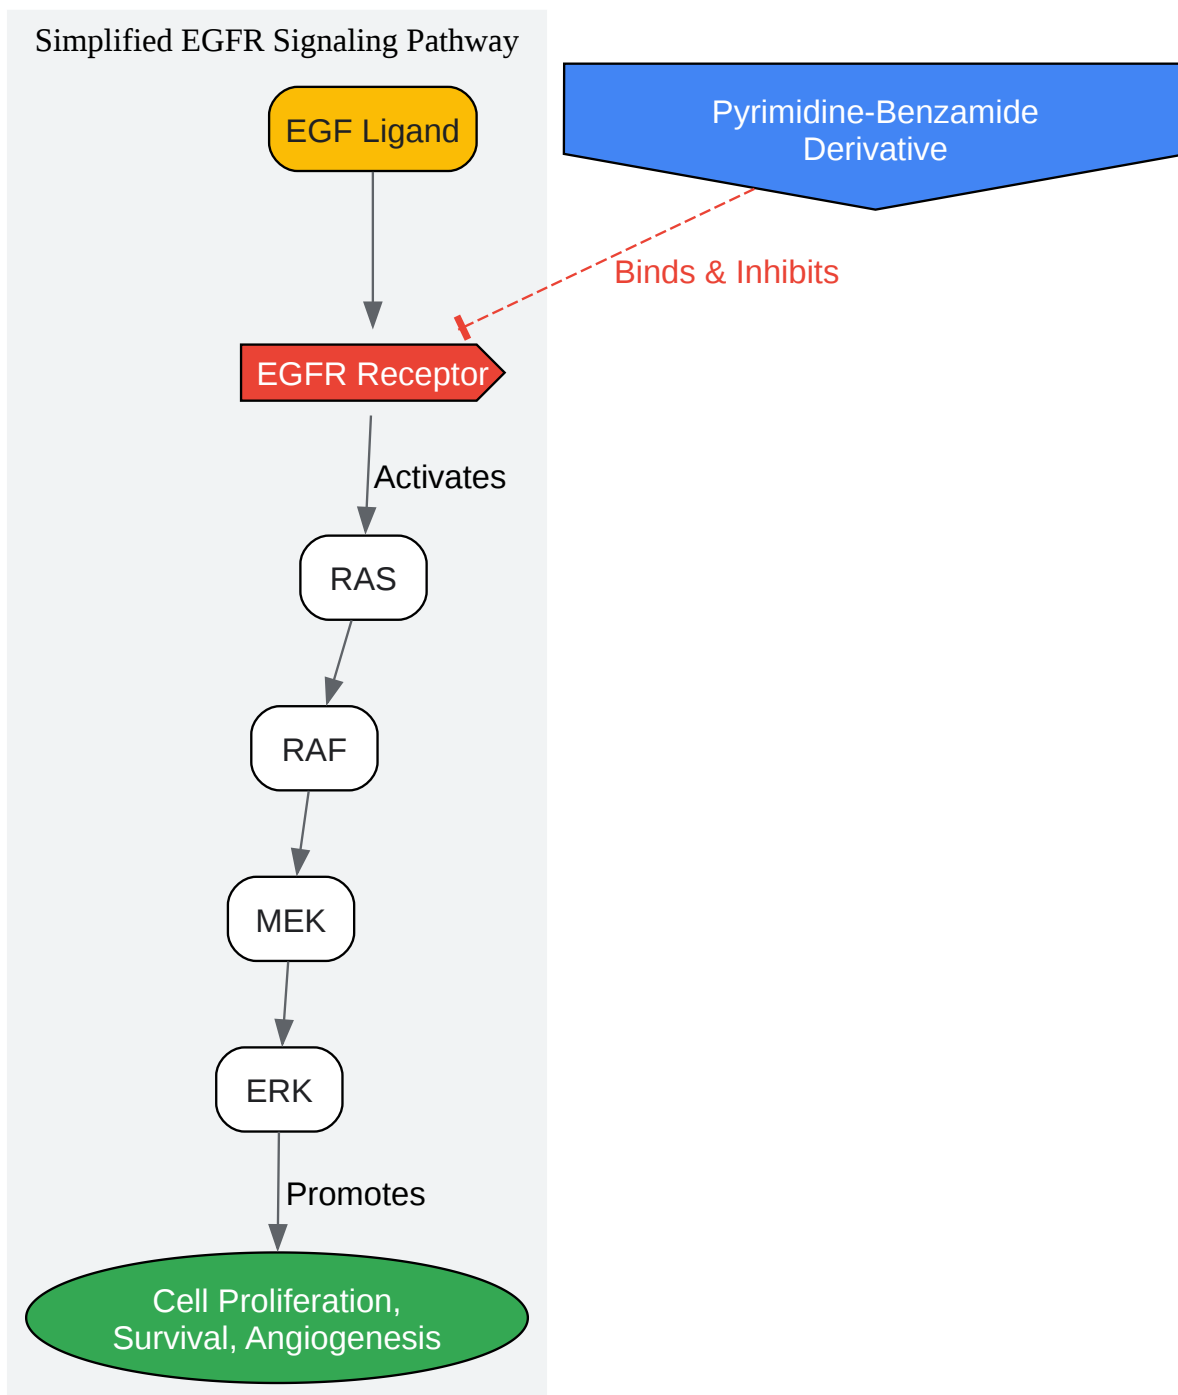 Simplified EGFR Signaling Pathway
EGF Ligand
Pyrimidine-Benzamide
Derivative
Binds & Inhibits
EGFR Receptor
Activates
RAS
RAF
MEK
ERK
Promotes
Cell Proliferation,
Survival, Angiogenesis